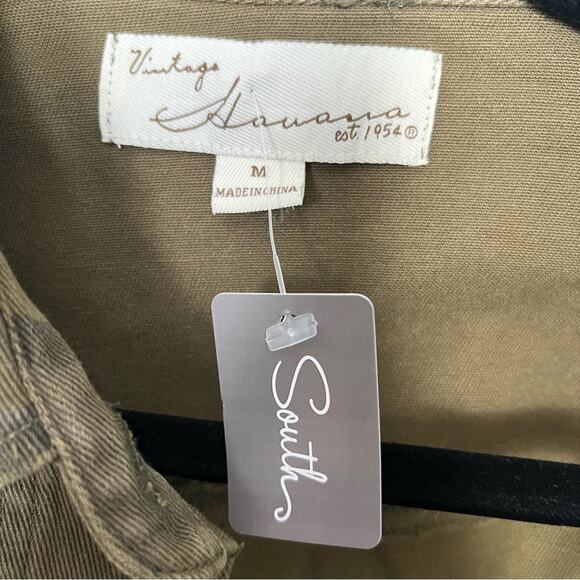 Vintage
Havana
est. 1954®
M
MADE IN CHINA
South